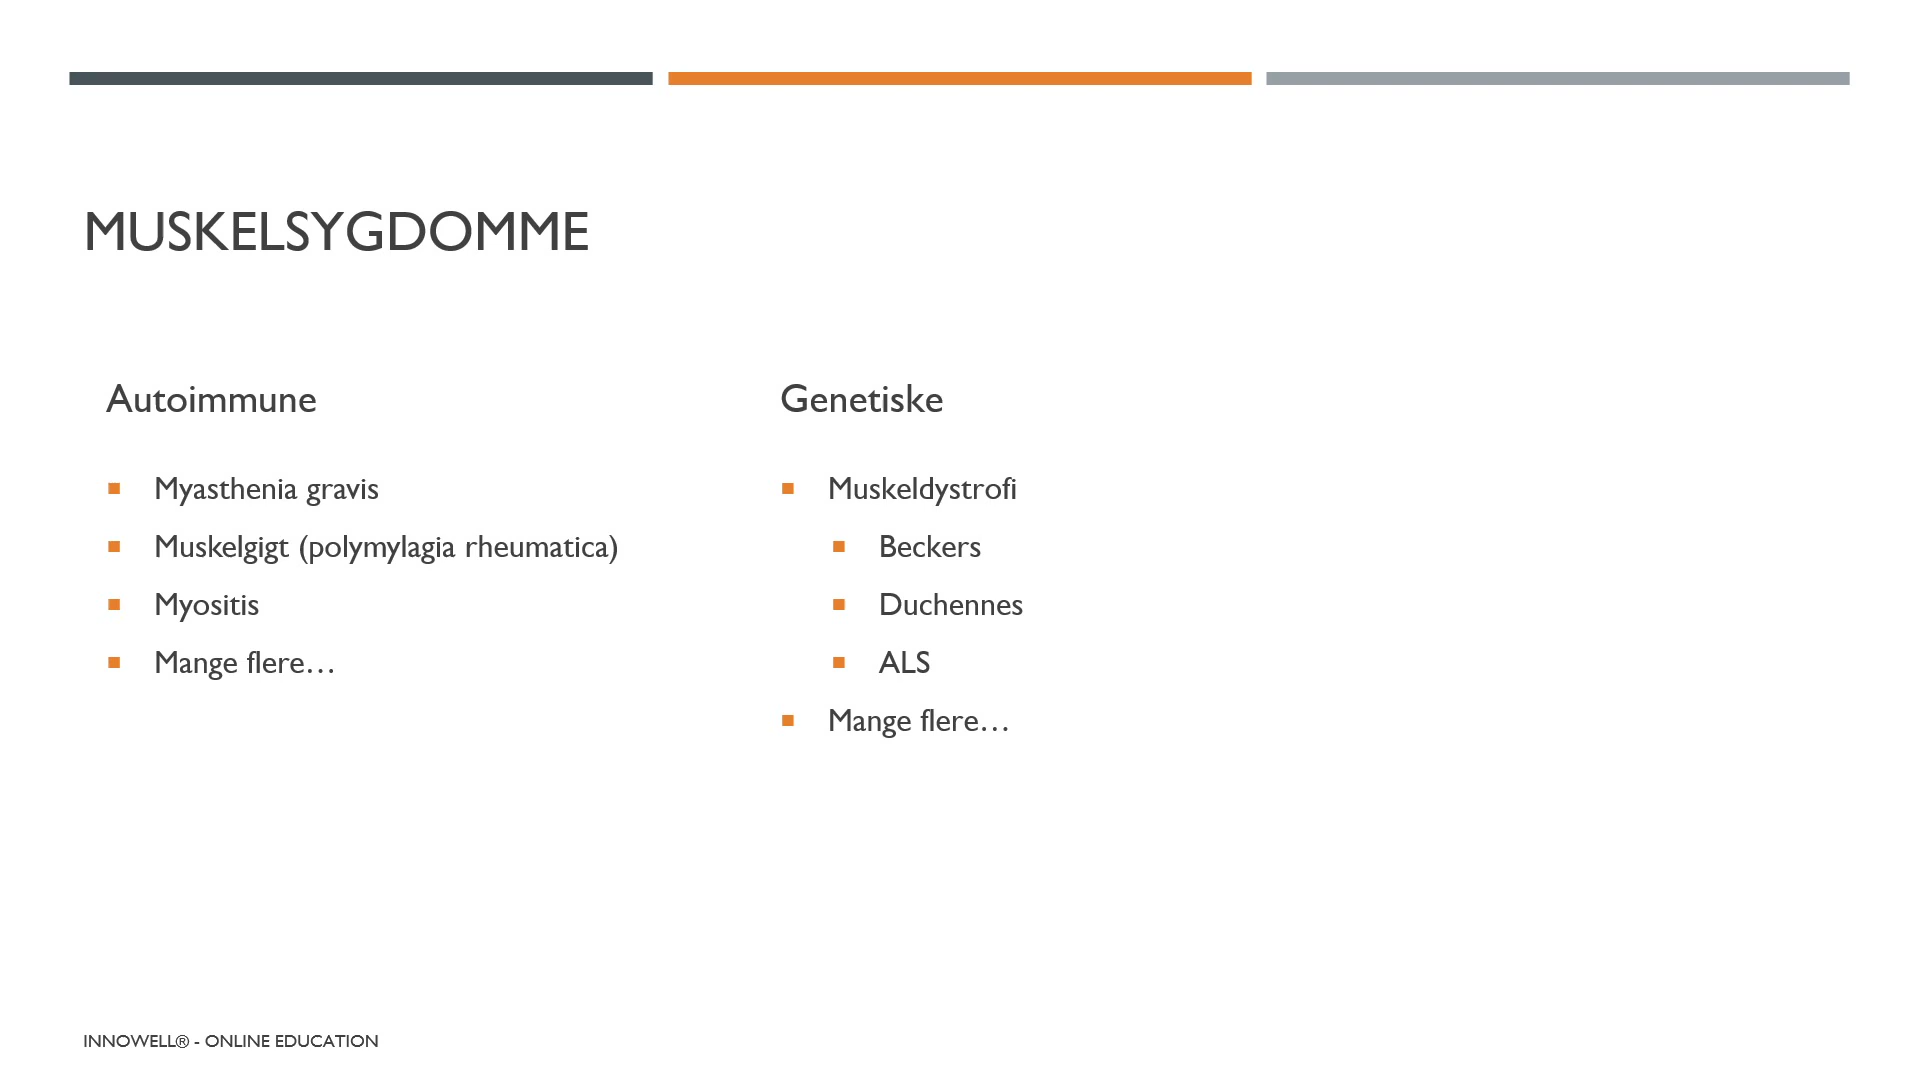 MUSKELSYGDOMME
Autoimmune
Myasthenia gravis
Muskelgigt (polymylagia rheumatica)
Myositis
Mange flere…
Genetiske
Muskeldystrofi
Beckers
Duchennes
ALS
Mange flere…
INNOWELL® - ONLINE EDUCATION